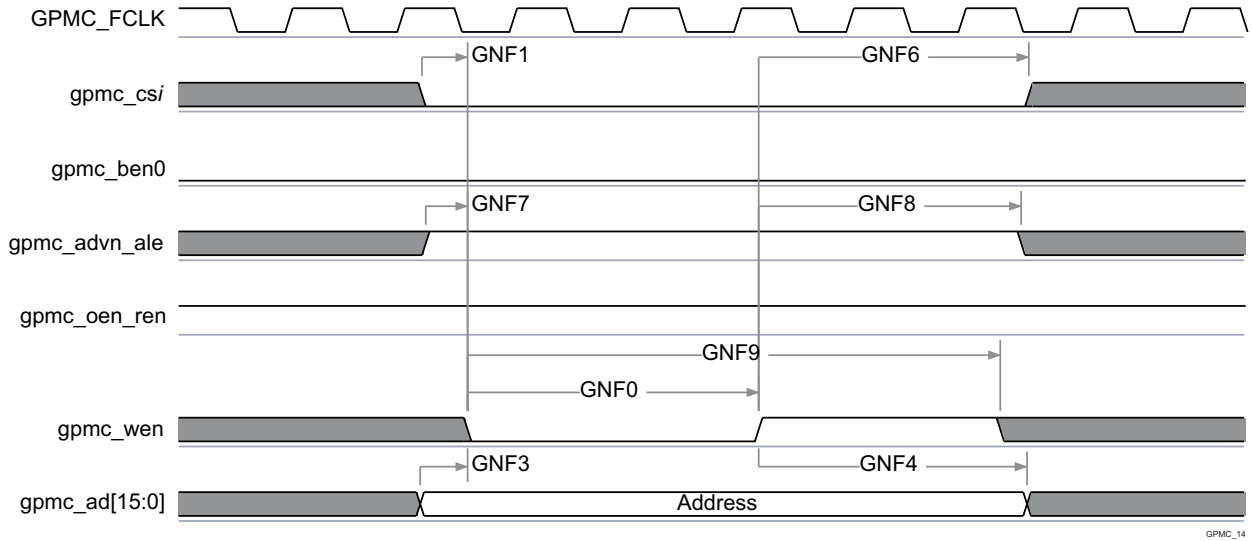 GPMC_FCLK
GNF1
GNF6
gpmc_csi
gpmc_ben0
GNF7
GNF8
gpmc_advn_ale
gpmc_oen_ren
GNF9
GNF0
gpmc_wen
GNF3
GNF4
gpmc_ad[15:0]
Address
GPMC_14